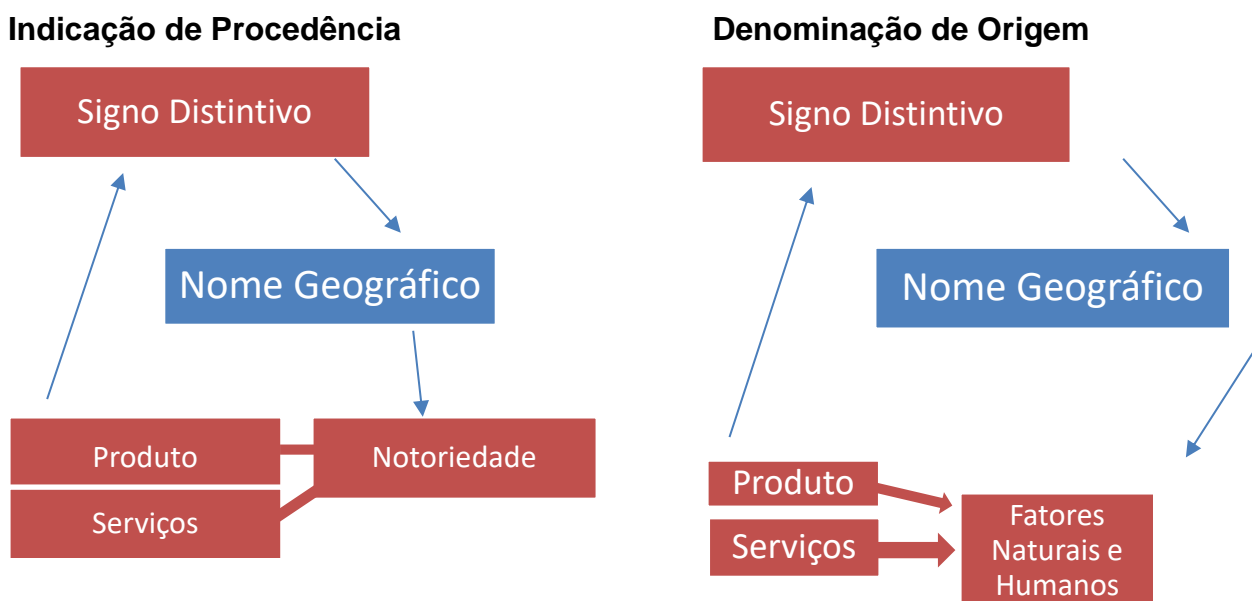 Indicação de Procedência
Signo Distintivo
Nome Geográfico
Produto
Notoriedade
Serviços
Denominação de Origem
Signo Distintivo
Nome Geográfico
Produto
Serviços
Fatores
Naturais e
Humanos